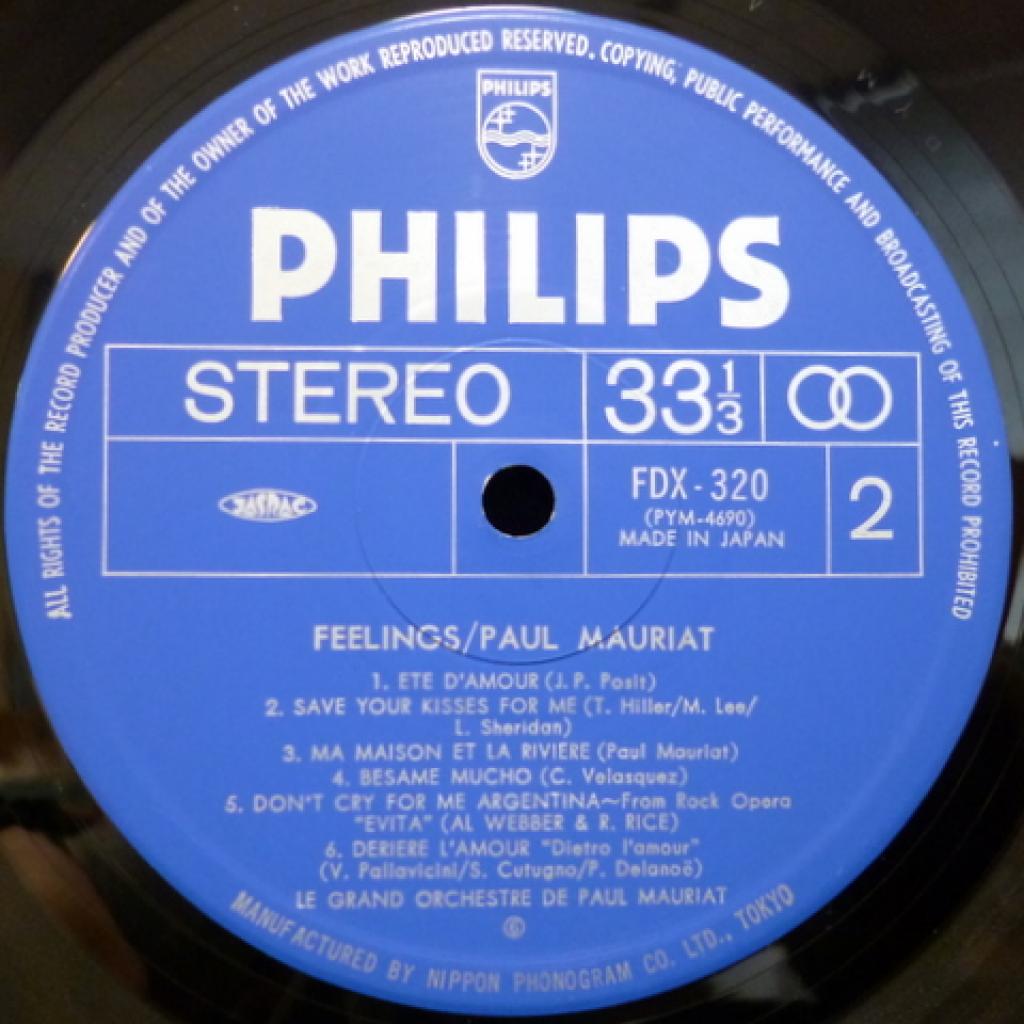 ALL RIGHTS OF THE RECORD PRODUCER AND OF THE OWNER OF THE WORK REPRODUCED RESERVED. COPYING, PUBLIC PERFORMANCE AND BROADCASTING OF THIS RECORD PROHIBITED
PHILIPS
PHILIPS
STEREO 33 1/3
JASRAC
FDX-320 2
(PYM-4690)
MADE IN JAPAN
FEELINGS/PAUL MAURIAT
1. ETE D'AMOUR (J. P. Posit)
2. SAVE YOUR KISSES FOR ME (T. Hiller/M. Lee/
L. Sheridan)
3. MA MAISON ET LA RIVIERE (Paul Mauriat)
4. BESAME MUCHO (C. Velasquez)
5. DON'T CRY FOR ME ARGENTINA~From Rock Opera
"EVITA" (AL WEBBER & R. RICE)
6. DERIERE L'AMOUR "Dietro l'amour"
(V. Pallavicini/S. Cutugno/P. Delanoë)
LE GRAND ORCHESTRE DE PAUL MAURIAT
MANUFACTURED BY NIPPON PHONOGRAM CO. LTD., TOKYO